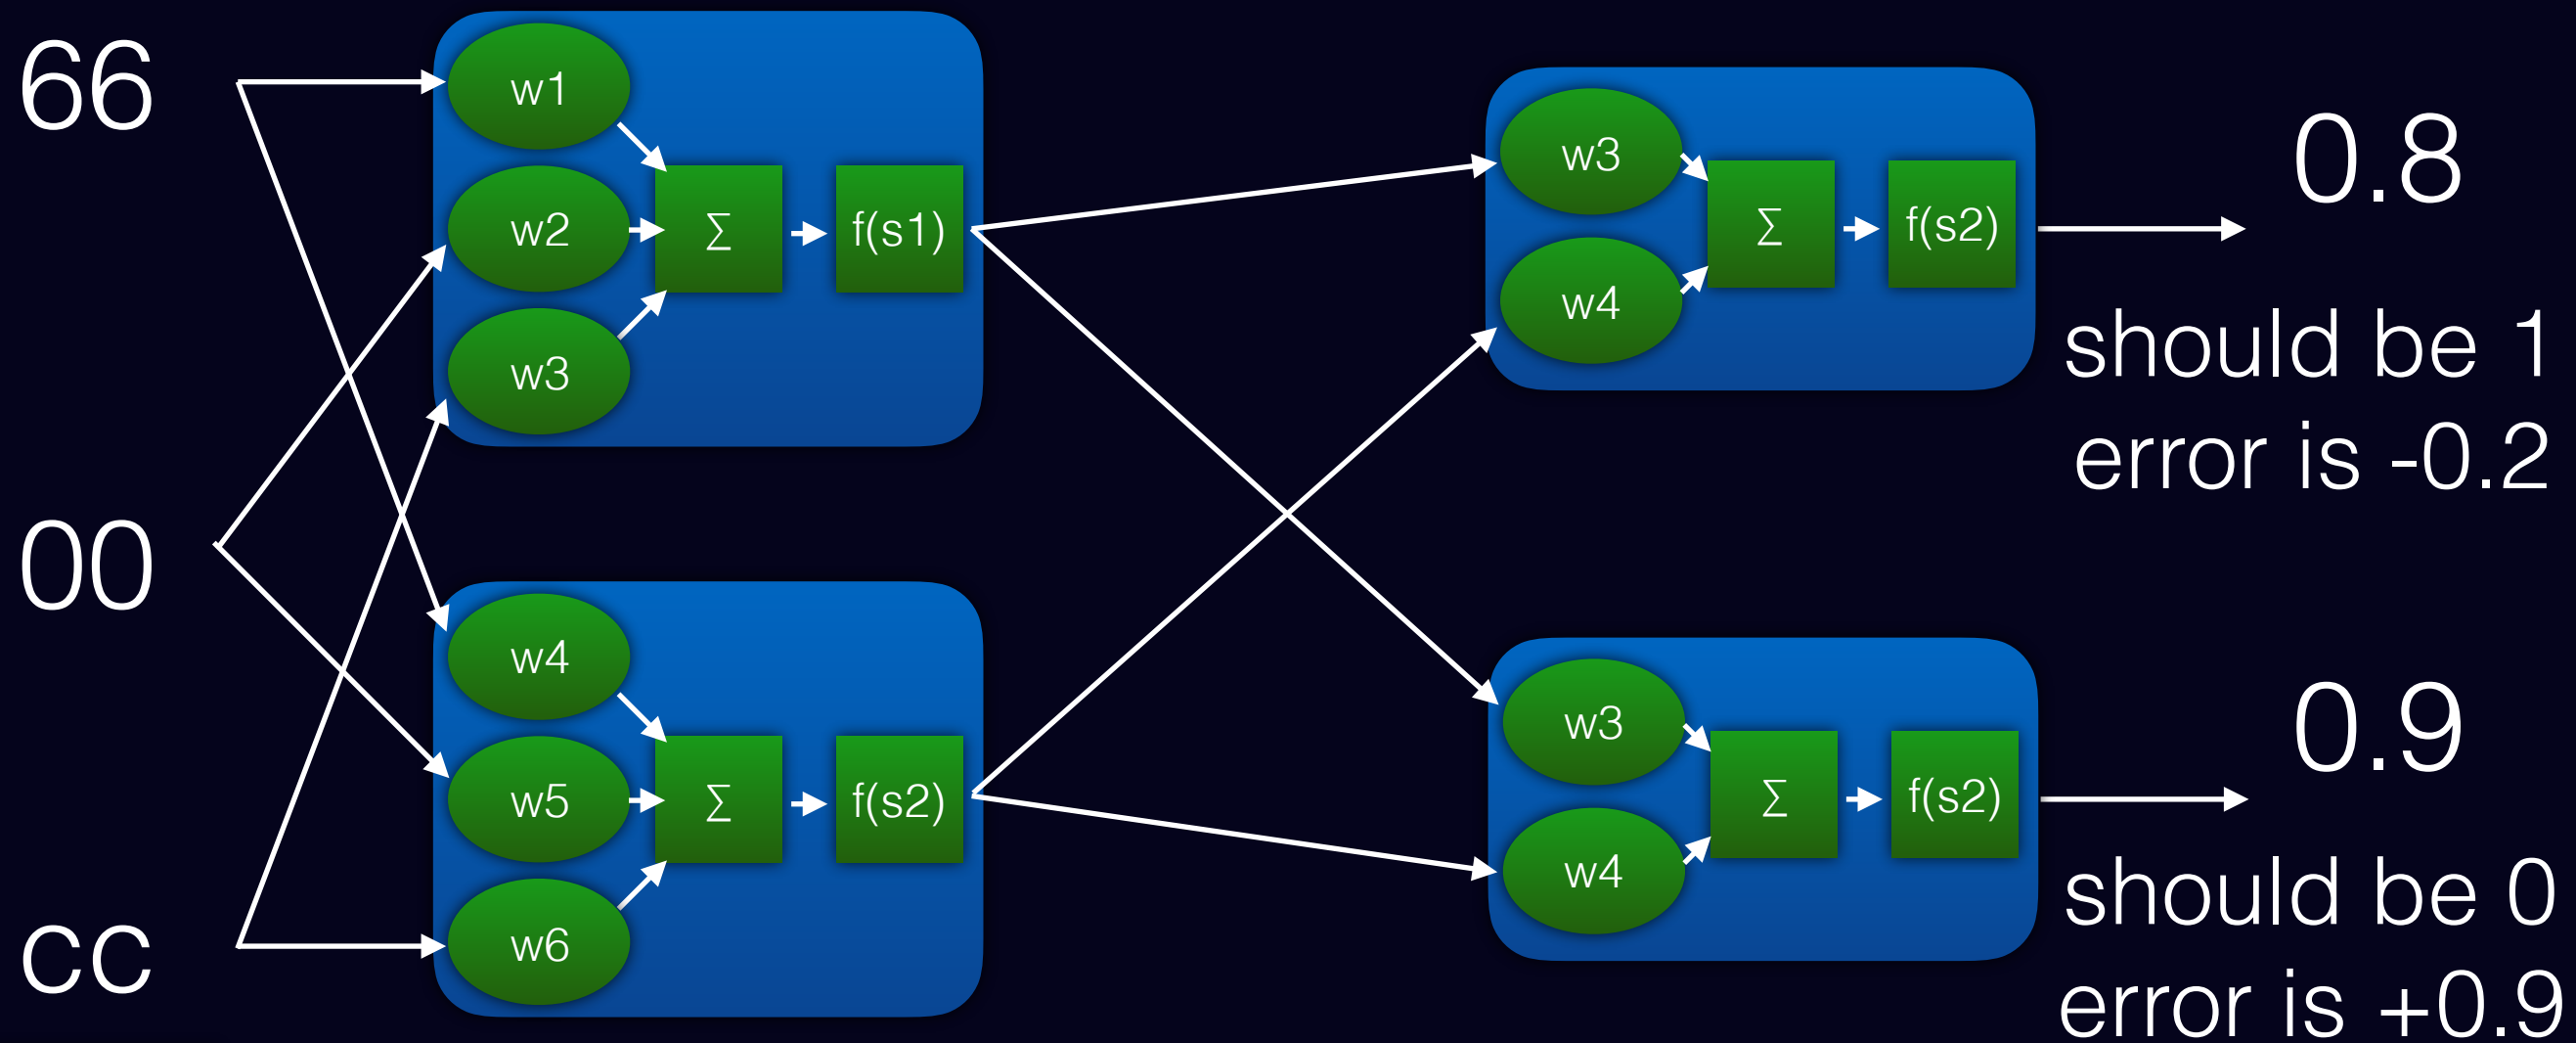 66
00
cc
w1
w2
w3
∑
f(s1)
w4
w5
w6
∑
f(s2)
w3
w4
∑
f(s2)
w3
w4
∑
f(s2)
0.8
should be 1
error is -0.2
0.9
should be 0
error is +0.9